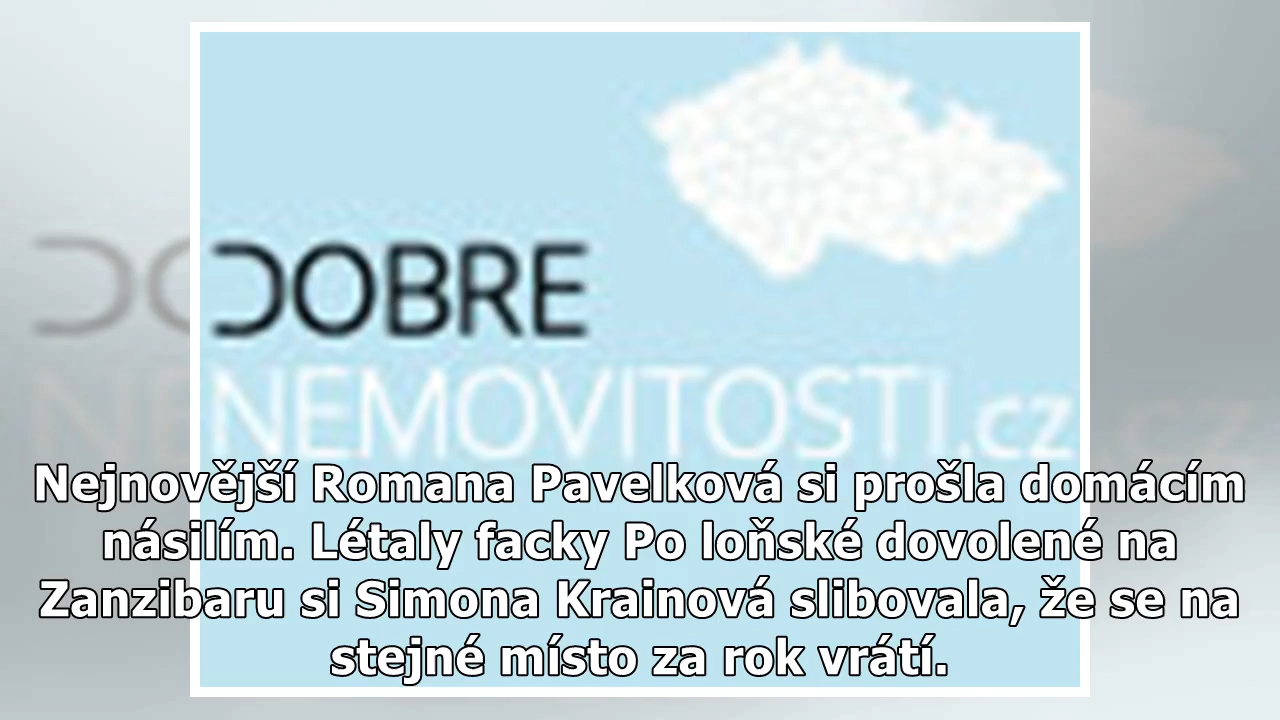 DOBRE
NEMOVITOSTI.cz
Nejnovější Romana Pavelková si prošla domácím
násilím. Létaly facky Po loňské dovolené na
Zanzibaru si Simona Krainová slibovala, že se na
stejné místo za rok vrátí.